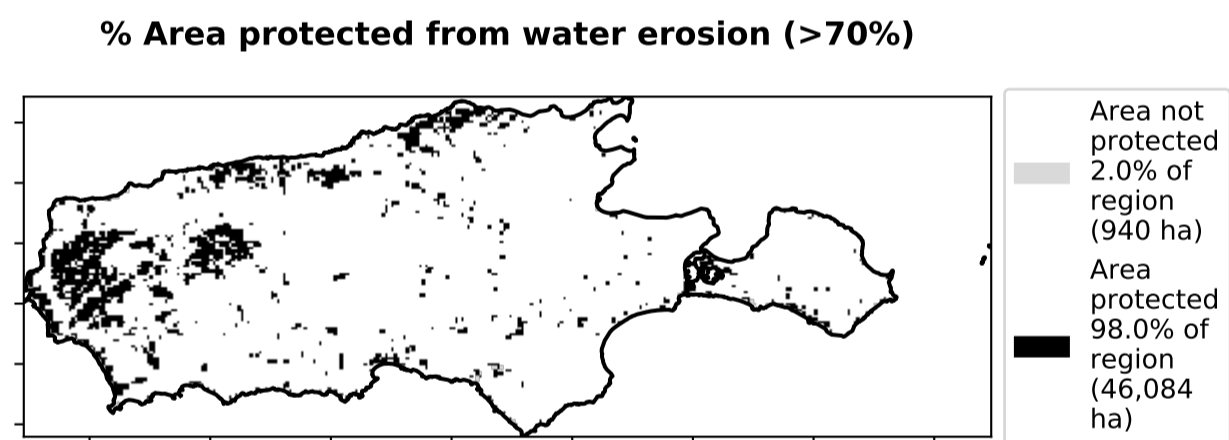 % Area protected from water erosion (>70%)
Area not
protected
2.0% of
region
(940 ha)
Area
protected
98.0% of
region
(46,084
ha)